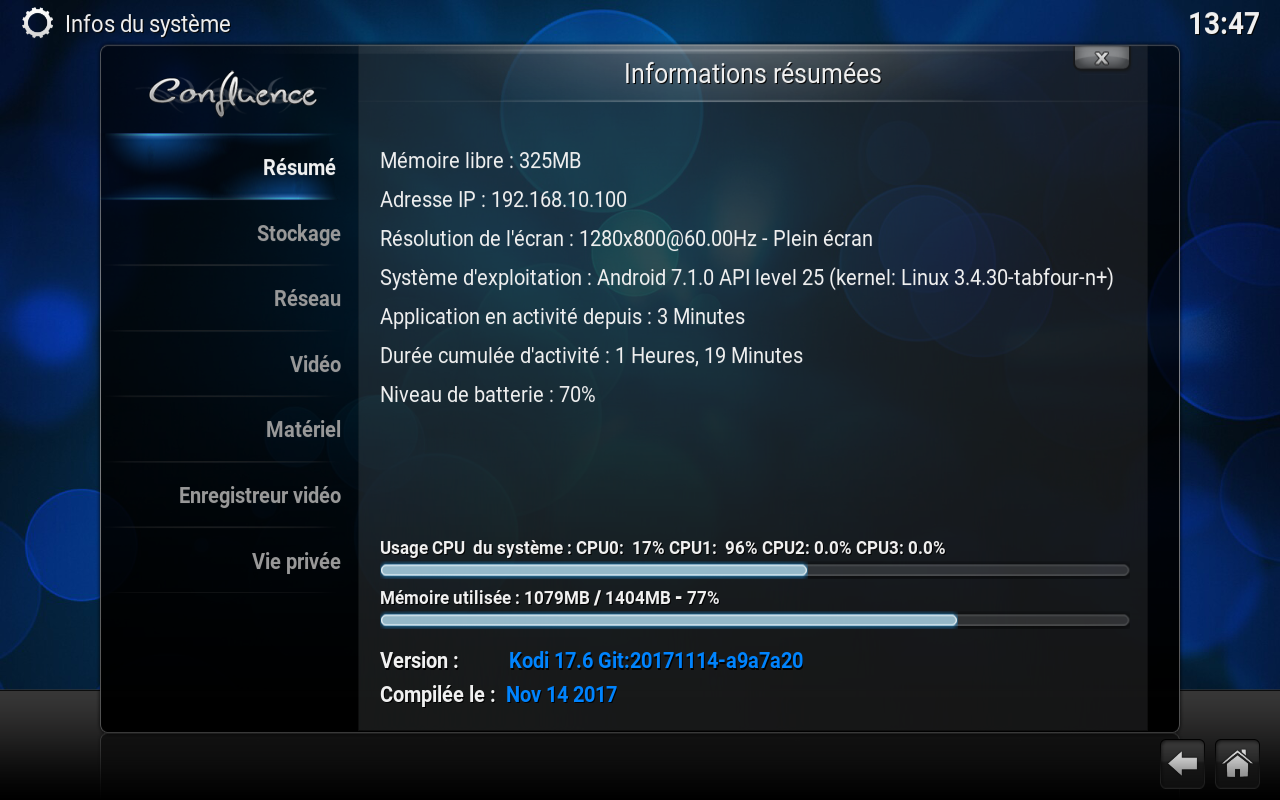 Infos du système
13:47
Confluence
Informations résumées
Résumé
Stockage
Réseau
Vidéo
Matériel
Enregistreur vidéo
Vie privée
Mémoire libre : 325MB
Adresse IP : 192.168.10.100
Résolution de l'écran : 1280x800@60.00Hz - Plein écran
Système d'exploitation : Android 7.1.0 API level 25 (kernel: Linux 3.4.30-tabfour-n+)
Application en activité depuis : 3 Minutes
Durée cumulée d'activité : 1 Heures, 19 Minutes
Niveau de batterie : 70%
Usage CPU  du système : CPU0:  17% CPU1:  96% CPU2: 0.0% CPU3: 0.0%
Mémoire utilisée : 1079MB / 1404MB - 77%
Version : Kodi 17.6 Git:20171114-a9a7a20
Compilée le : Nov 14 2017